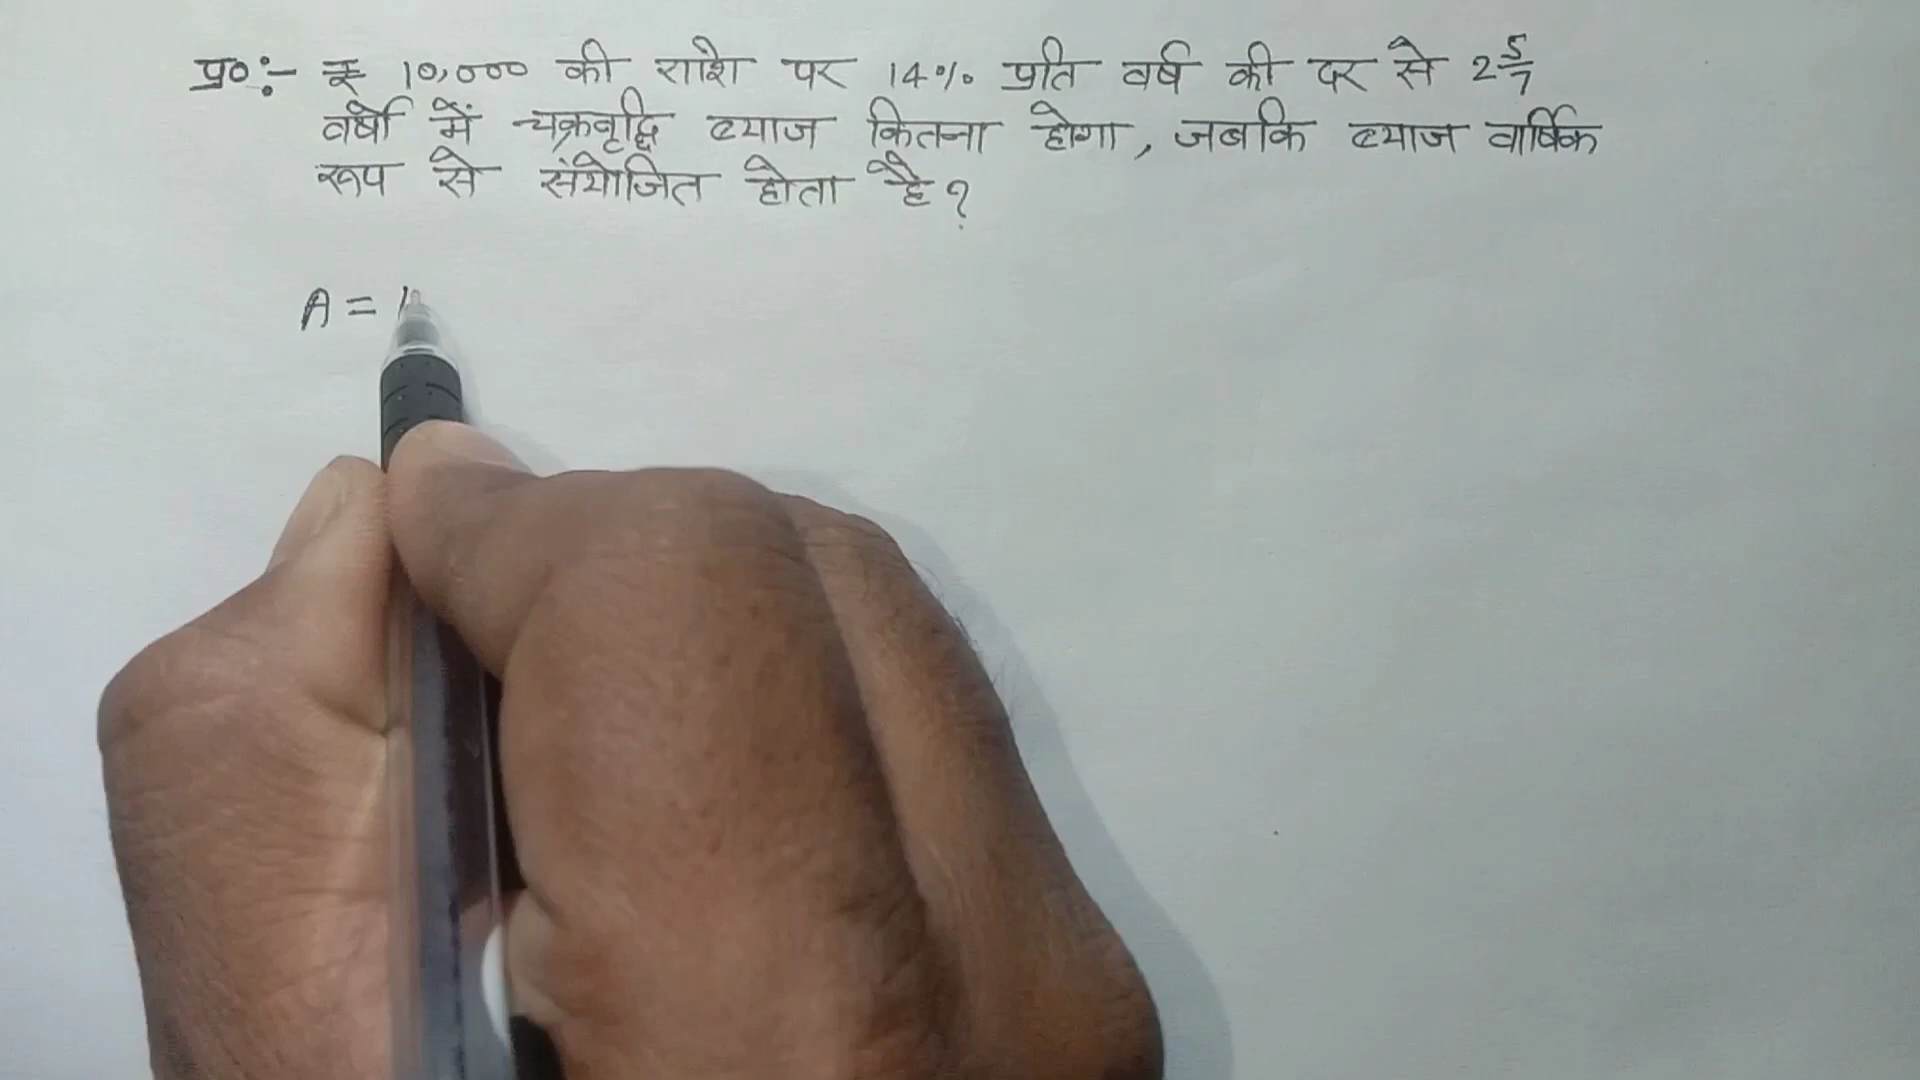 प्र०:- ₹ 10,000 की राशि पर 14% प्रति वर्ष की दर से 2 5/7
वर्षों में चक्रवृद्धि ब्याज कितना होगा, जबकि ब्याज वार्षिक
रूप से संयोजित होता है?
A = 1